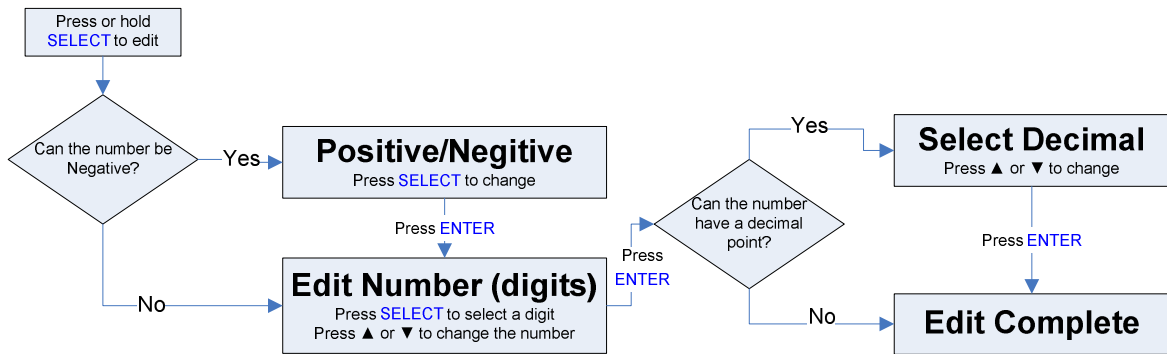 Press or hold
SELECT to edit
Can the number be
Negative?
Yes
No
Positive/Negitive
Press SELECT to change
Press ENTER
Edit Number (digits)
Press SELECT to select a digit
Press ▲ or ▼ to change the number
Press
ENTER
Can the number
have a decimal
point?
Yes
No
Select Decimal
Press ▲ or ▼ to change
Press ENTER
Edit Complete